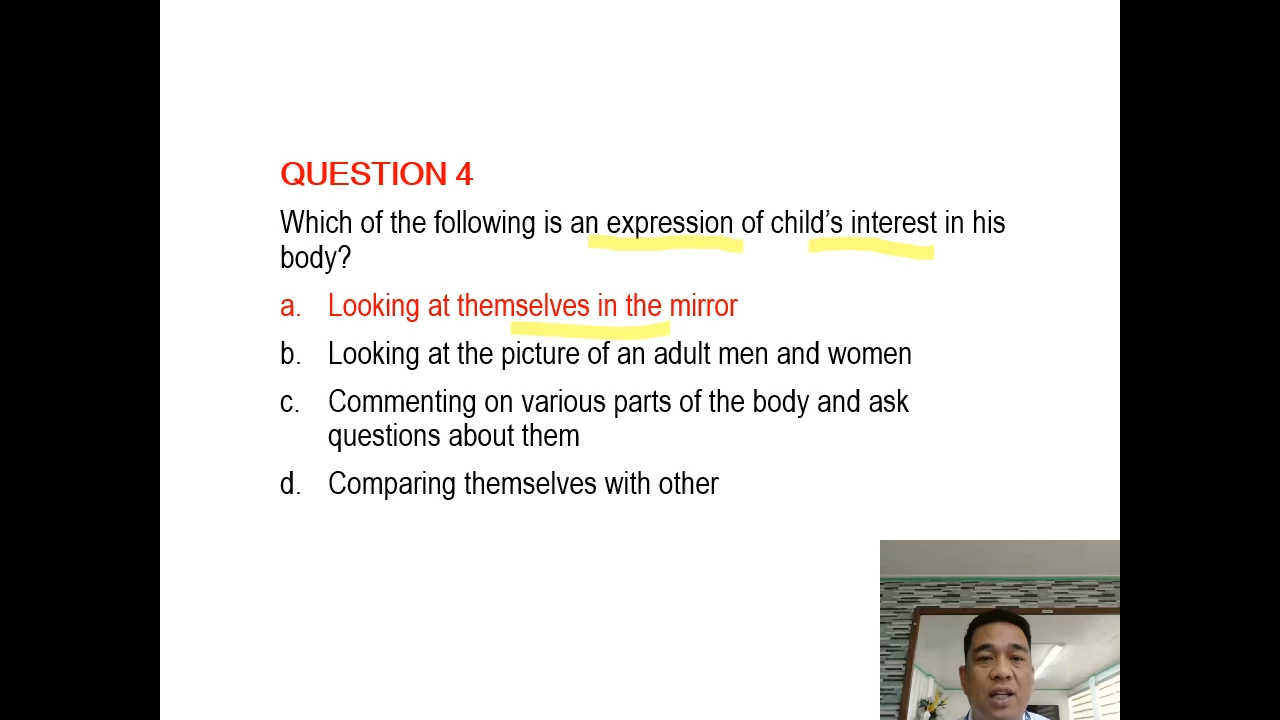 QUESTION 4
Which of the following is an expression of child's interest in his
body?
a. Looking at themselves in the mirror
b. Looking at the picture of an adult men and women
c. Commenting on various parts of the body and ask
questions about them
d. Comparing themselves with other